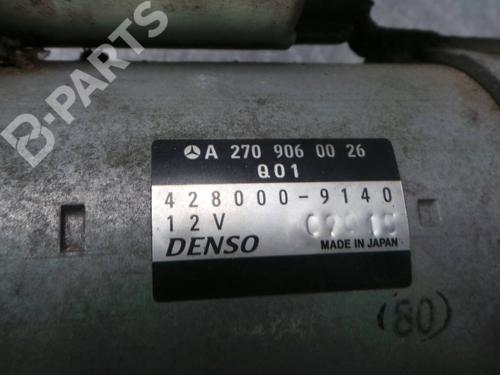 B-PARTS
A 270 906 00 26
Q01
428000-9140
12V
DENSO
MADE IN JAPAN
(80)